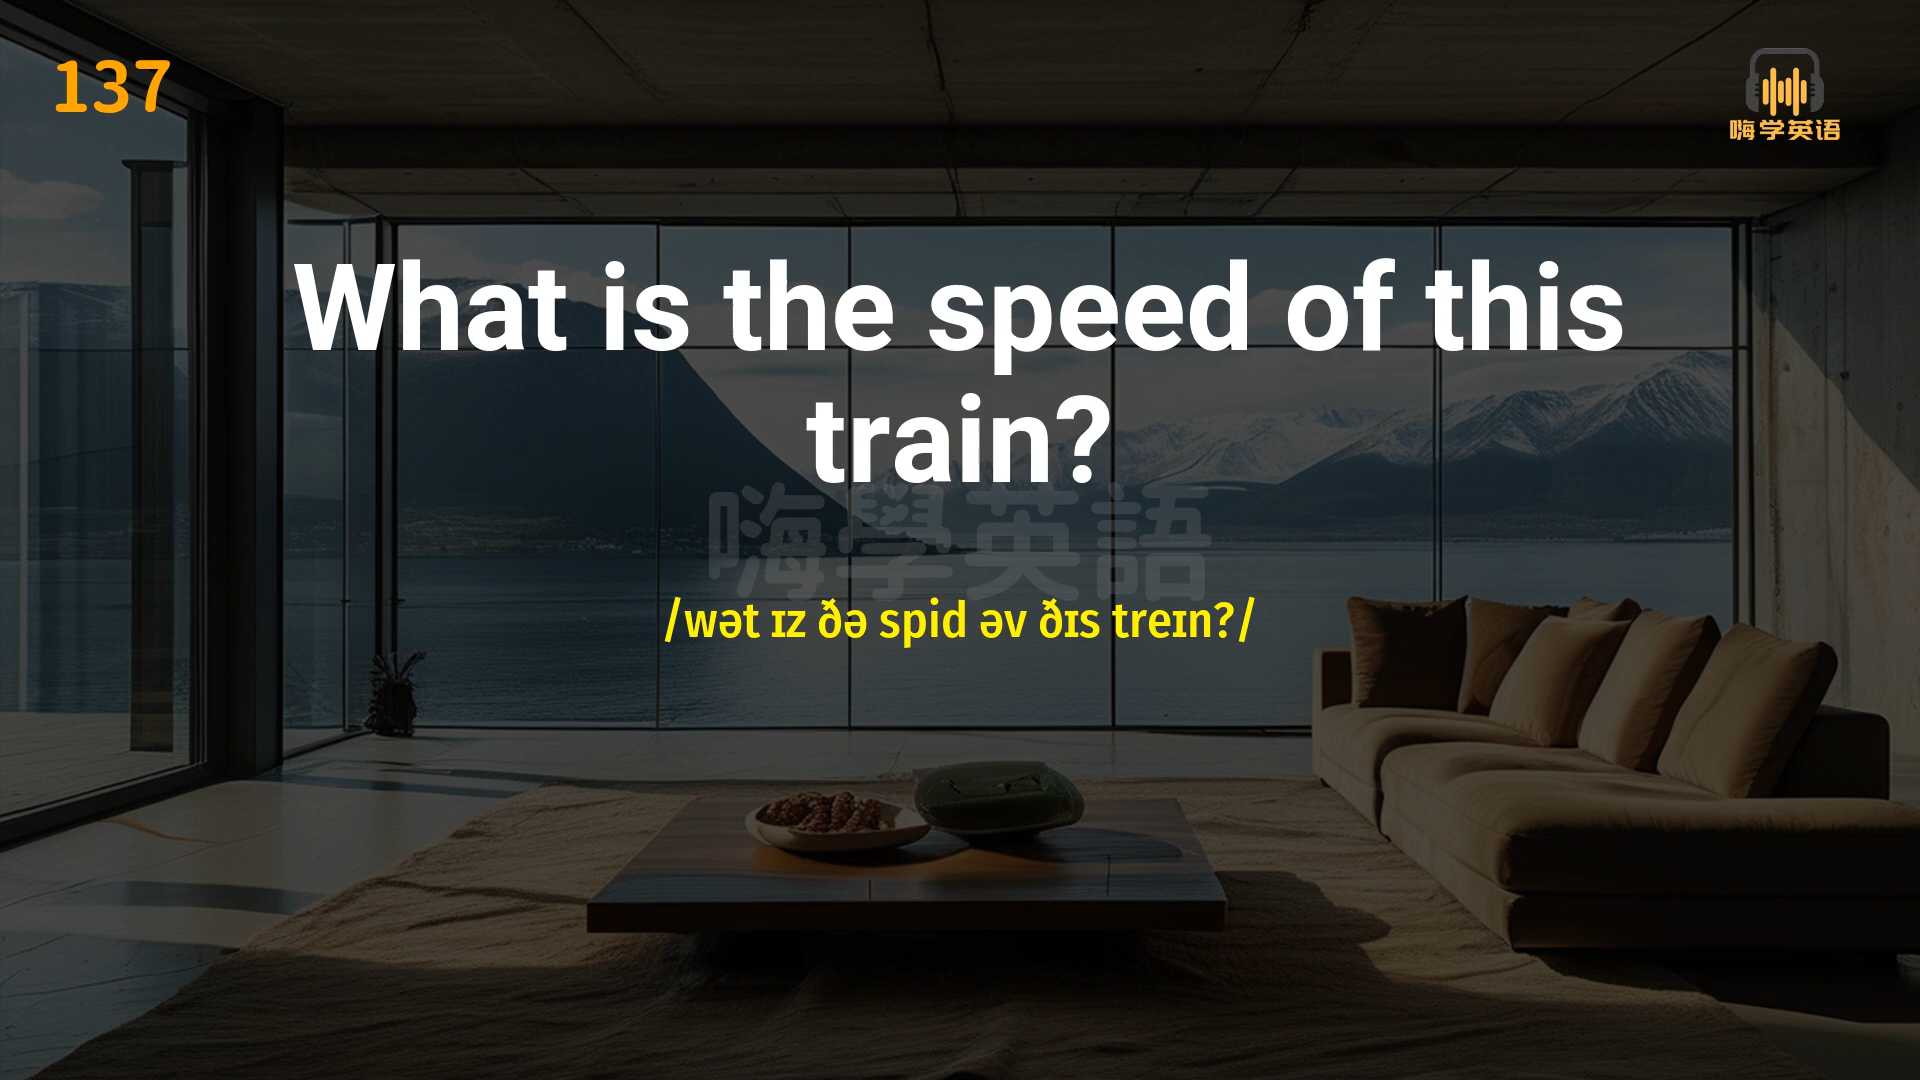 137
嗨学英语
What is the speed of this
train?
嗨學英語
/wət ɪz ðə spid əv ðɪs treɪn?/